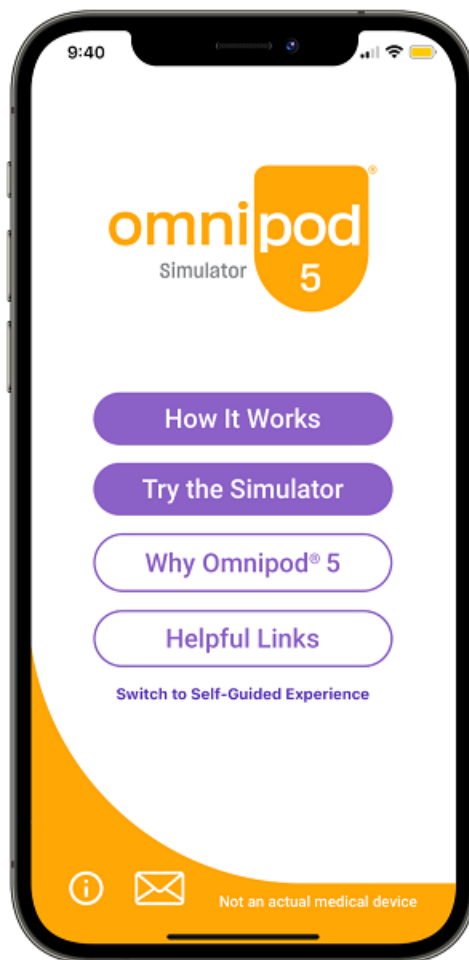 9:40
omnipod®
Simulator 5
How It Works
Try the Simulator
Why Omnipod® 5
Helpful Links
Switch to Self-Guided Experience
Not an actual medical device